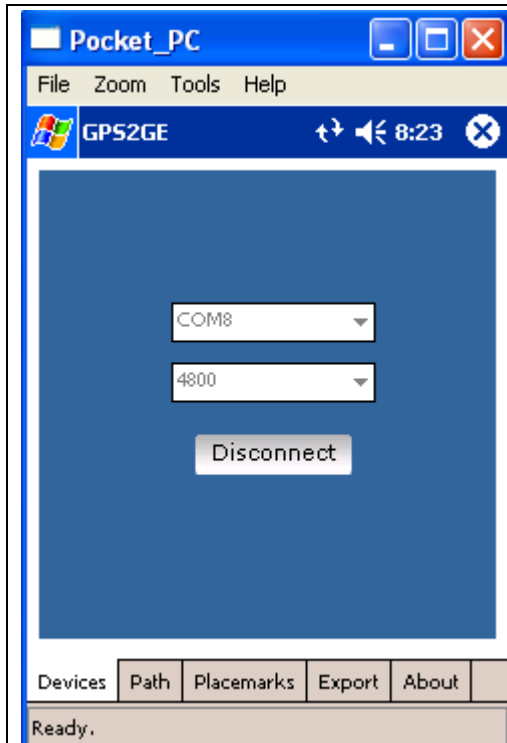 Pocket_PC
File Zoom Tools Help
GPS2GE 8:23
COM8
4800
Disconnect
Devices Path Placemarks Export About
Ready.